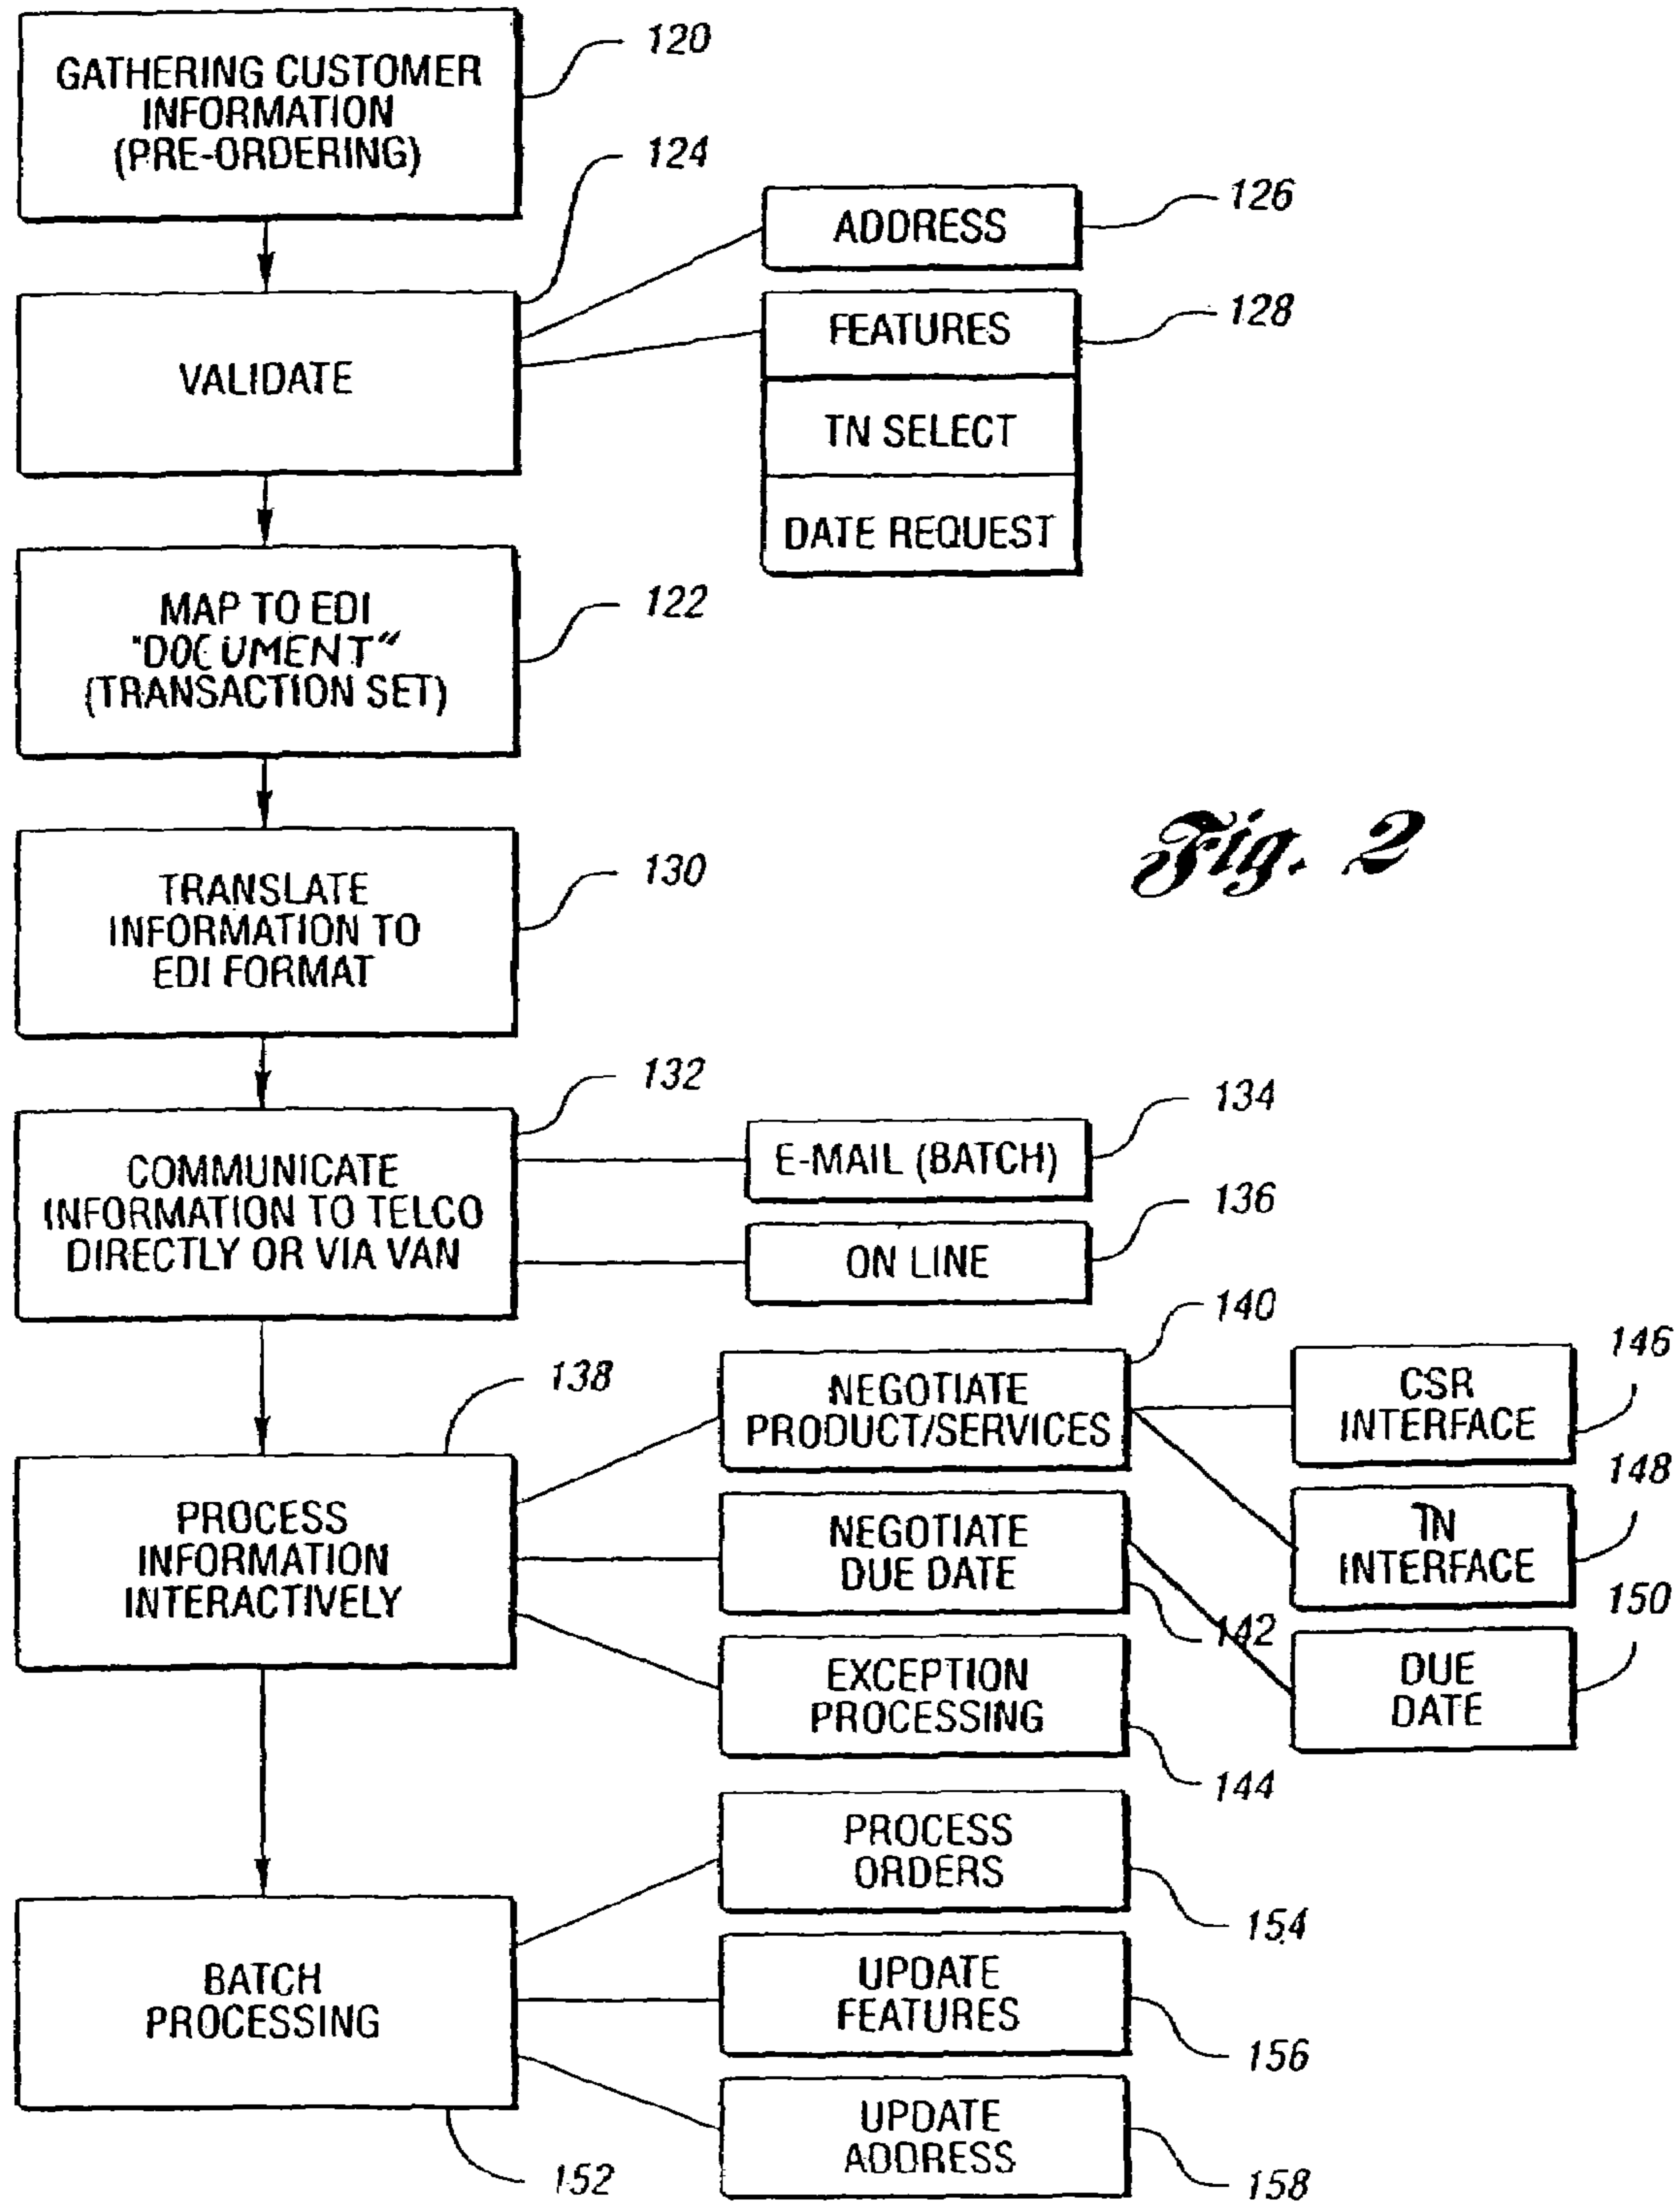 GATHERING CUSTOMER
INFORMATION
(PRE-ORDERING)
120
VALIDATE
124
ADDRESS
126
FEATURES
128
TN SELECT
DATE REQUEST
MAP TO EDI
"DOCUMENT"
(TRANSACTION SET)
122
TRANSLATE
INFORMATION TO
EDI FORMAT
130
Fig. 2
COMMUNICATE
INFORMATION TO TELCO
DIRECTLY OR VIA VAN
132
E-MAIL (BATCH)
134
ON LINE
136
PROCESS
INFORMATION
INTERACTIVELY
138
NEGOTIATE
PRODUCT/SERVICES
140
CSR
INTERFACE
146
NEGOTIATE
DUE DATE
142
TN
INTERFACE
148
EXCEPTION
PROCESSING
144
DUE
DATE
150
BATCH
PROCESSING
152
PROCESS
ORDERS
154
UPDATE
FEATURES
156
UPDATE
ADDRESS
158